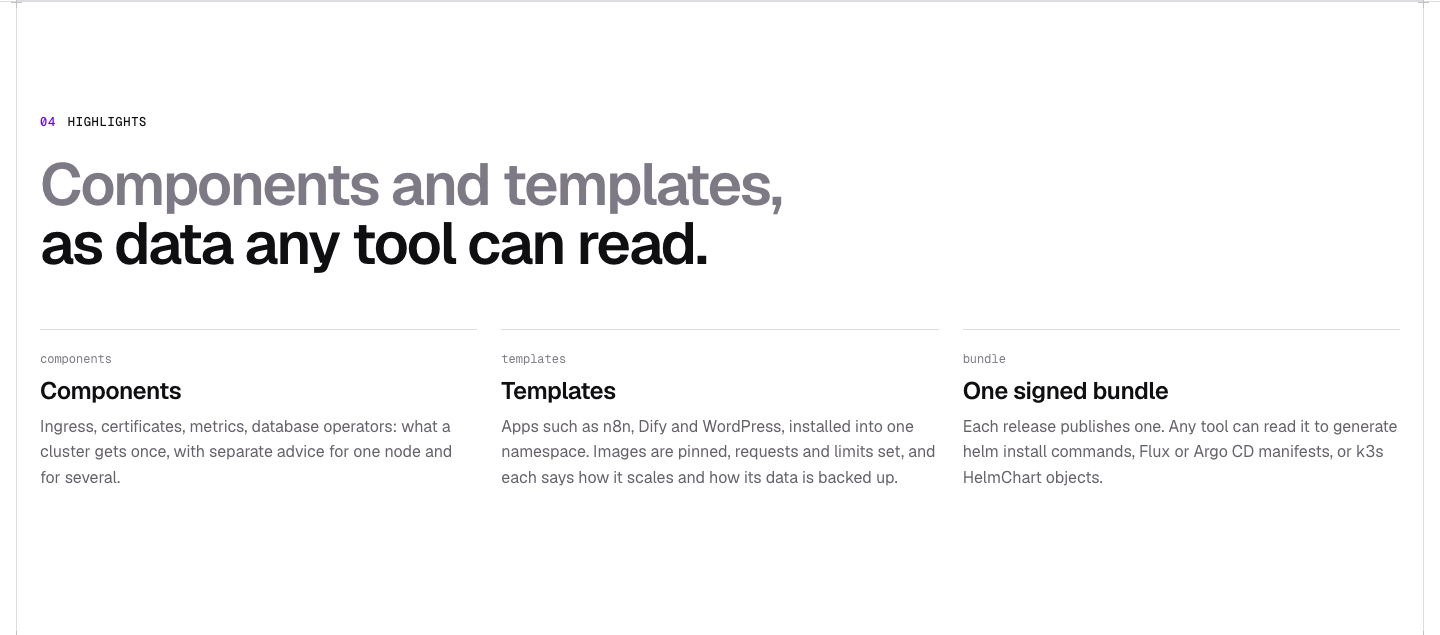 04 HIGHLIGHTS
Components and templates,
as data any tool can read.
components
Components
Ingress, certificates, metrics, database operators: what a
cluster gets once, with separate advice for one node and
for several.
templates
Templates
Apps such as n8n, Dify and WordPress, installed into one
namespace. Images are pinned, requests and limits set, and
each says how it scales and how its data is backed up.
bundle
One signed bundle
Each release publishes one. Any tool can read it to generate
helm install commands, Flux or Argo CD manifests, or k3s
HelmChart objects.